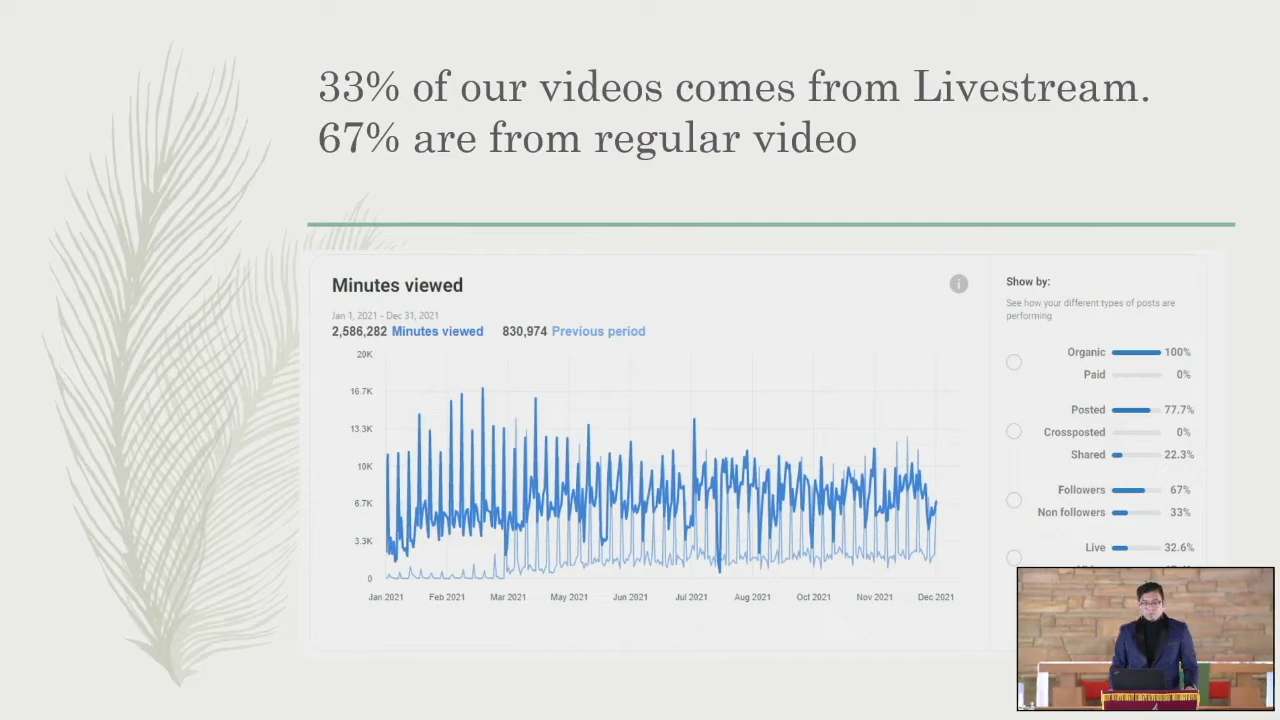 33% of our videos comes from Livestream.
67% are from regular video
Minutes viewed
Jan 1, 2021 - Dec 31, 2021
2,586,282 Minutes viewed 830,974 Previous period
20K
16.7K
13.3K
10K
6.7K
3.3K
0
Jan 2021 Feb 2021 Mar 2021 May 2021 Jun 2021 Jul 2021 Aug 2021 Oct 2021 Nov 2021 Dec 2021
Show by:
See how your different types of posts are
performing
Organic 100%
Paid 0%
Posted 77.7%
Crossposted 0%
Shared 22.3%
Followers 67%
Non followers 33%
Live 32.6%